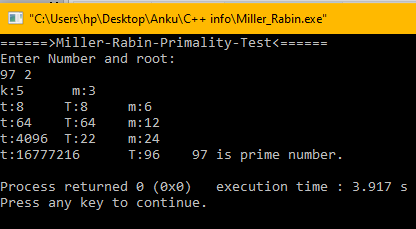 "C:\Users\hp\Desktop\Anku\C++ info\Miller_Rabin.exe"
======>Miller-Rabin-Primality-Test<======
Enter Number and root:
97 2
k:5 m:3
t:8 T:8 m:6
t:64 T:64 m:12
t:4096 T:22 m:24
t:16777216 T:96 97 is prime number.
Process returned 0 (0x0) execution time : 3.917 s
Press any key to continue.